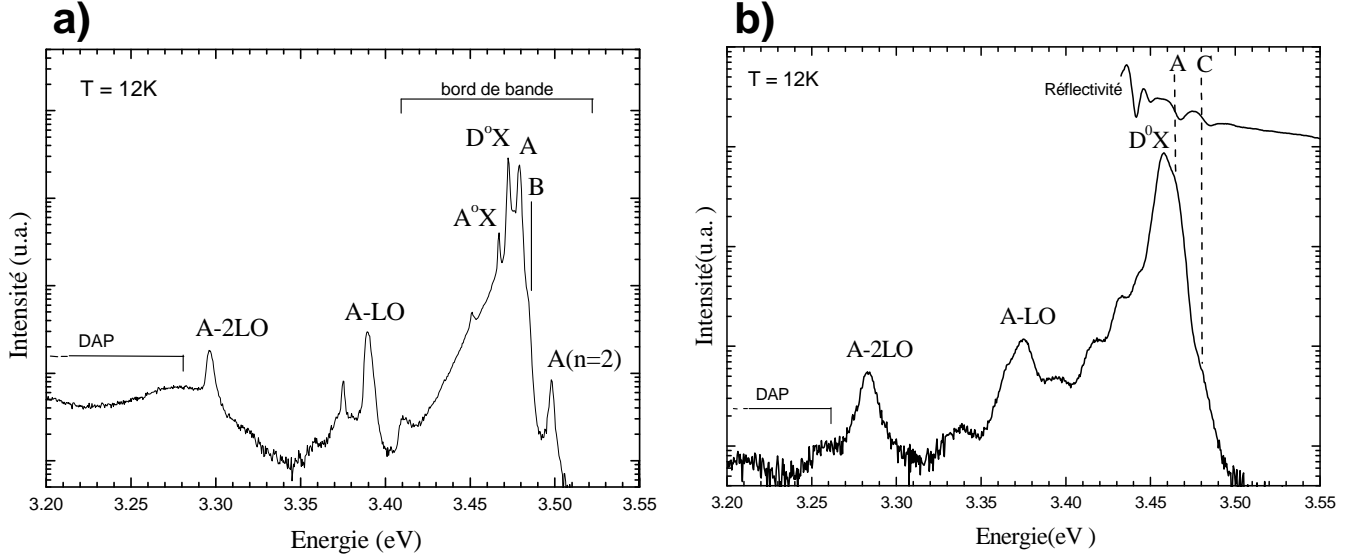 a)
T = 12K
bord de bande
D°X
A
B
A°X
A-2LO
A-LO
A(n=2)
DAP
Intensité (u.a.)
3.20 3.25 3.30 3.35 3.40 3.45 3.50 3.55
Energie (eV)
b)
T = 12K
A
C
Réflectivité
D⁰X
A-LO
A-2LO
DAP
Intensité(u.a. )
3.20 3.25 3.30 3.35 3.40 3.45 3.50 3.55
Energie(eV )